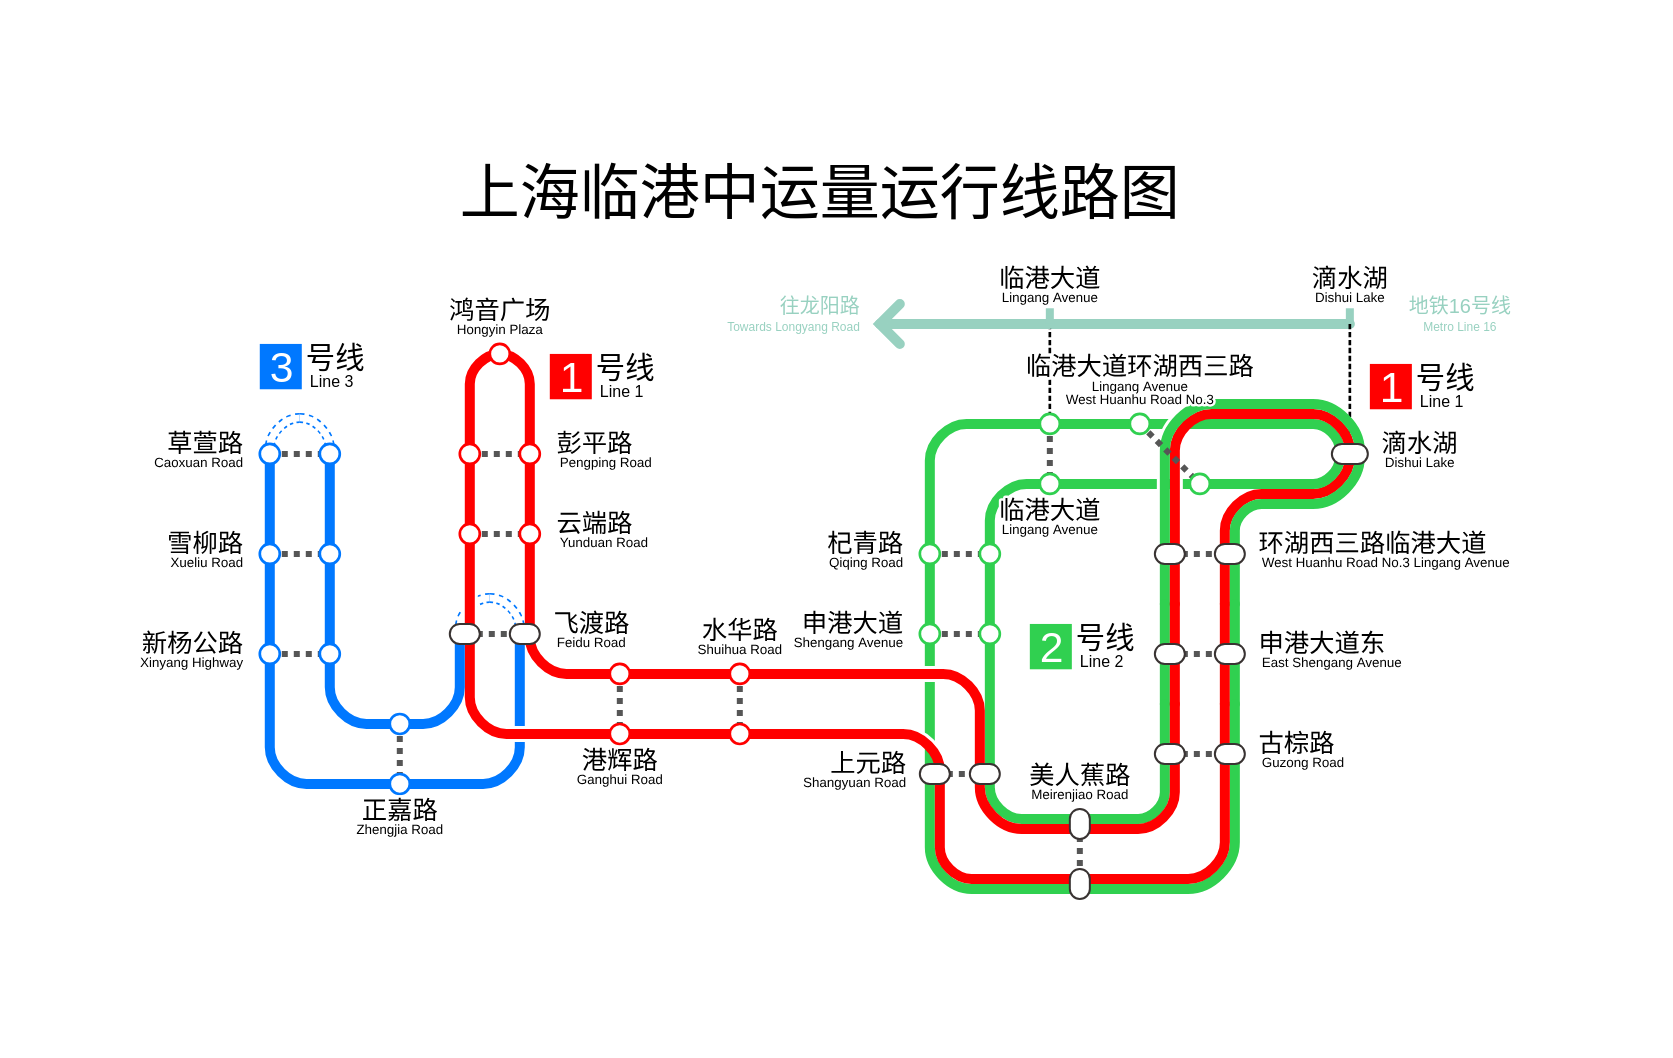 上海临港中运量运行线路图
临港大道
Lingang Avenue
滴水湖
Dishui Lake
往龙阳路
Towards Longyang Road
地铁16号线
Metro Line 16
鸿音广场
Hongyin Plaza
3
号线
Line 3
1
号线
Line 1
临港大道环湖西三路
Lingang Avenue
West Huanhu Road No.3
1
号线
Line 1
草萱路
Caoxuan Road
彭平路
Pengping Road
滴水湖
Dishui Lake
云端路
Yunduan Road
临港大道
Lingang Avenue
雪柳路
Xueliu Road
杞青路
Qiqing Road
环湖西三路临港大道
West Huanhu Road No.3 Lingang Avenue
新杨公路
Xinyang Highway
飞渡路
Feidu Road
水华路
Shuihua Road
申港大道
Shengang Avenue
2
号线
Line 2
申港大道东
East Shengang Avenue
正嘉路
Zhengjia Road
港辉路
Ganghui Road
上元路
Shangyuan Road
美人蕉路
Meirenjiao Road
古棕路
Guzong Road